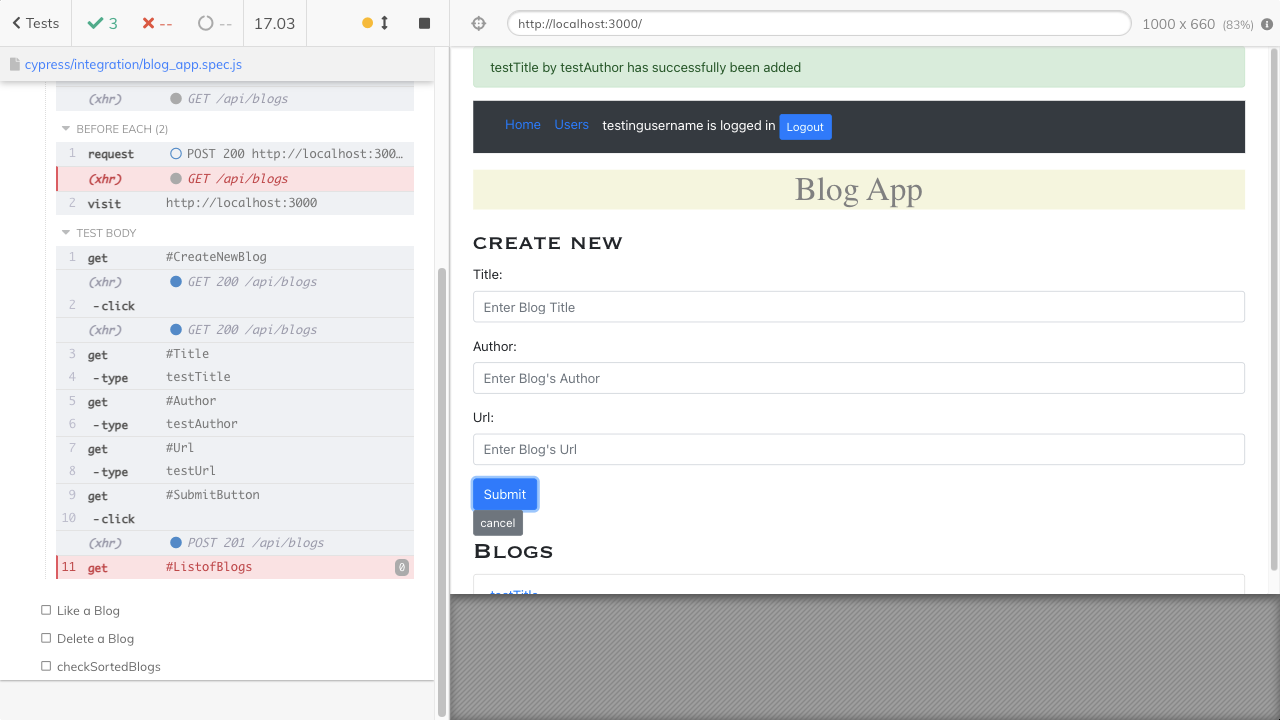 Tests
3
--
--
17.03
http://localhost:3000/
1000 x 660 (83%)
cypress/integration/blog_app.spec.js
(xhr) GET /api/blogs
BEFORE EACH (2)
1 request POST 200 http://localhost:300...
(xhr) GET /api/blogs
2 visit http://localhost:3000
TEST BODY
1 get #CreateNewBlog
(xhr) GET 200 /api/blogs
2 -click
(xhr) GET 200 /api/blogs
3 get #Title
4 -type testTitle
5 get #Author
6 -type testAuthor
7 get #Url
8 -type testUrl
9 get #SubmitButton
10 -click
(xhr) POST 201 /api/blogs
11 get #ListofBlogs 0
Like a Blog
Delete a Blog
checkSortedBlogs
testTitle by testAuthor has successfully been added
Home Users testingusername is logged in Logout
Blog App
CREATE NEW
Title:
Enter Blog Title
Author:
Enter Blog's Author
Url:
Enter Blog's Url
Submit
cancel
BLOGS
testTitle